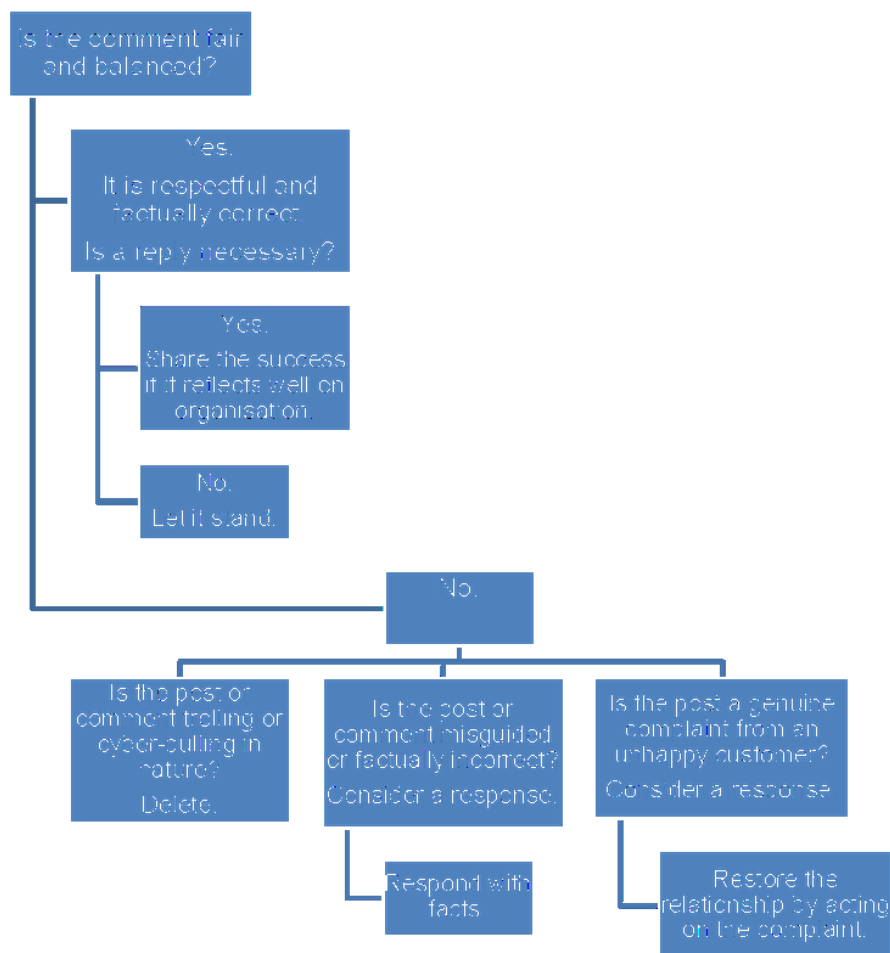 Is the comment fair
and balanced?
Yes.
It is respectful and
factually correct.
Is a reply necessary?
Yes.
Share the success
if it reflects well on
organisation.
No.
Let it stand.
No.
Is the post or
comment trolling or
cyber-bulling in
nature?
Delete.
Is the post or
comment misguided
or factually incorrect?
Consider a response.
Respond with
facts
Is the post a genuine
complaint from an
unhappy customer?
Consider a response
Restore the
relationship by acting
on the complaint.